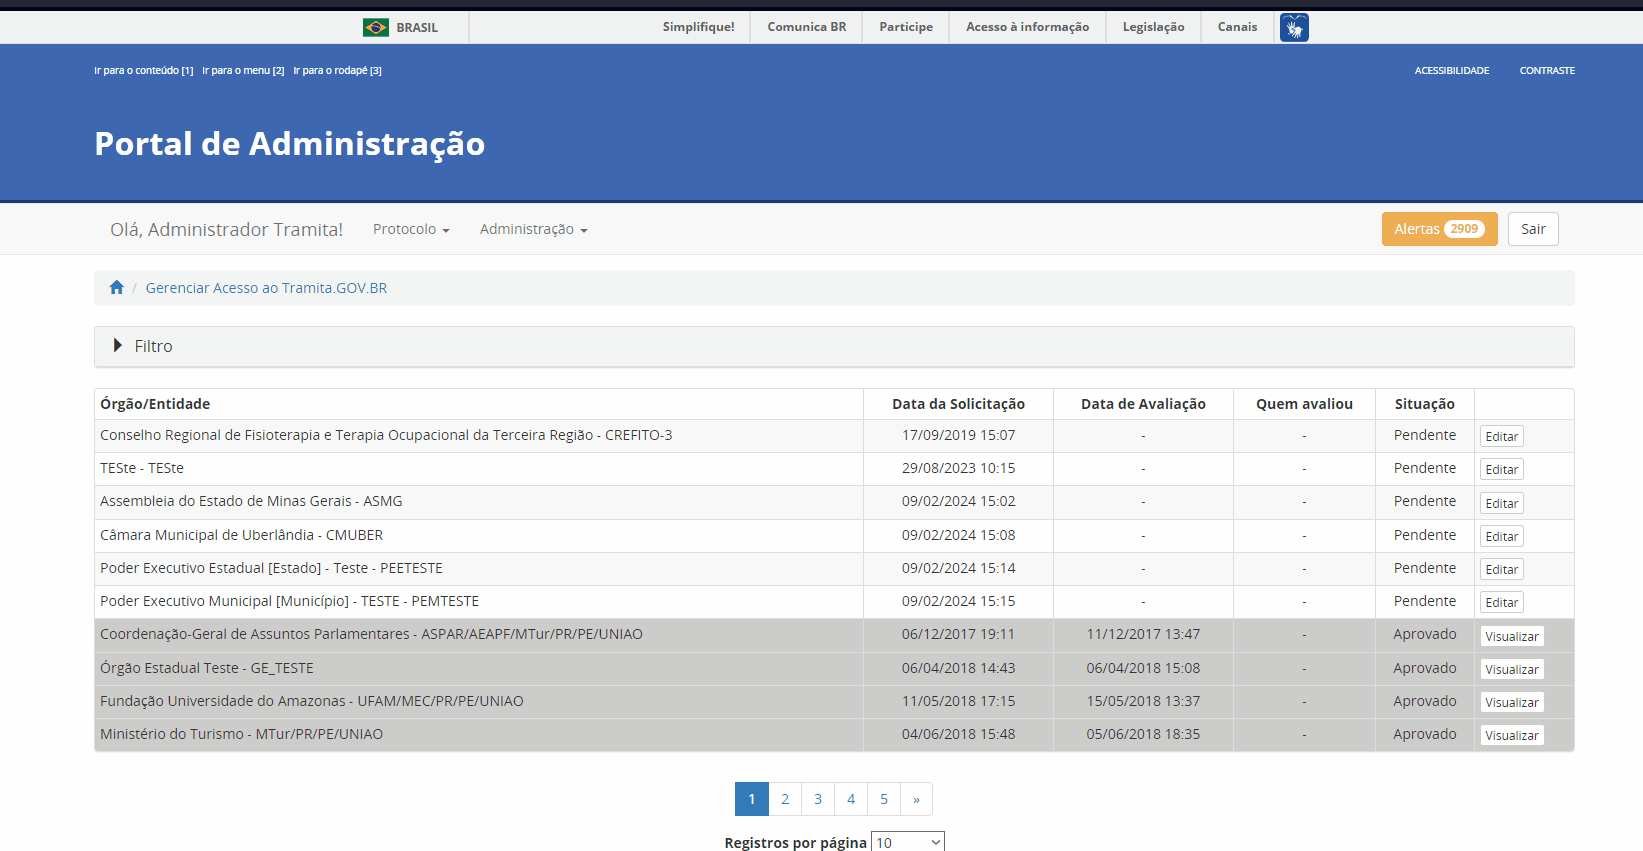 BRASIL Simplifique! Comunica BR Participe Acesso à informação Legislação Canais
Ir para o conteúdo [1] Ir para o menu [2] Ir para o rodapé [3] ACESSIBILIDADE CONTRASTE
Portal de Administração
Olá, Administrador Tramita! Protocolo Administração Alertas 2909 Sair
/ Gerenciar Acesso ao Tramita.GOV.BR
Filtro
Órgão/Entidade Data da Solicitação Data de Avaliação Quem avaliou Situação
Conselho Regional de Fisioterapia e Terapia Ocupacional da Terceira Região - CREFITO-3 17/09/2019 15:07 - - Pendente Editar
TESte - TESte 29/08/2023 10:15 - - Pendente Editar
Assembleia do Estado de Minas Gerais - ASMG 09/02/2024 15:02 - - Pendente Editar
Câmara Municipal de Uberlândia - CMUBER 09/02/2024 15:08 - - Pendente Editar
Poder Executivo Estadual [Estado] - Teste - PEETESTE 09/02/2024 15:14 - - Pendente Editar
Poder Executivo Municipal [Município] - TESTE - PEMTESTE 09/02/2024 15:15 - - Pendente Editar
Coordenação-Geral de Assuntos Parlamentares - ASPAR/AEAPF/MTur/PR/PE/UNIAO 06/12/2017 19:11 11/12/2017 13:47 - Aprovado Visualizar
Órgão Estadual Teste - GE_TESTE 06/04/2018 14:43 06/04/2018 15:08 - Aprovado Visualizar
Fundação Universidade do Amazonas - UFAM/MEC/PR/PE/UNIAO 11/05/2018 17:15 15/05/2018 13:37 - Aprovado Visualizar
Ministério do Turismo - MTur/PR/PE/UNIAO 04/06/2018 15:48 05/06/2018 18:35 - Aprovado Visualizar
1 2 3 4 5 »
Registros por página 10